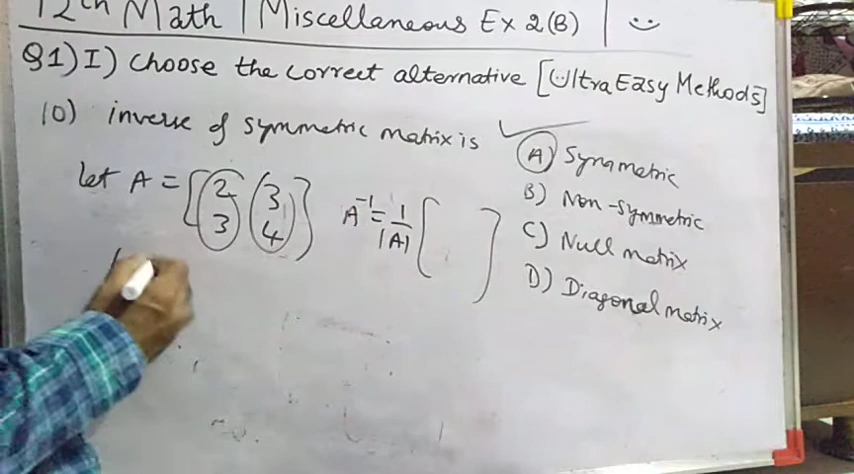 12th Math | Miscellaneous Ex 2(B) | :)
Q1) I) Choose the Correct alternative [Ultra Easy Methods]
10) inverse of symmetric matrix is
A) Symmetric
B) Non-symmetric
C) Null matrix
D) Diagonal matrix
let A = [2 3
3 4] A⁻¹ = 1/|A| [ ]